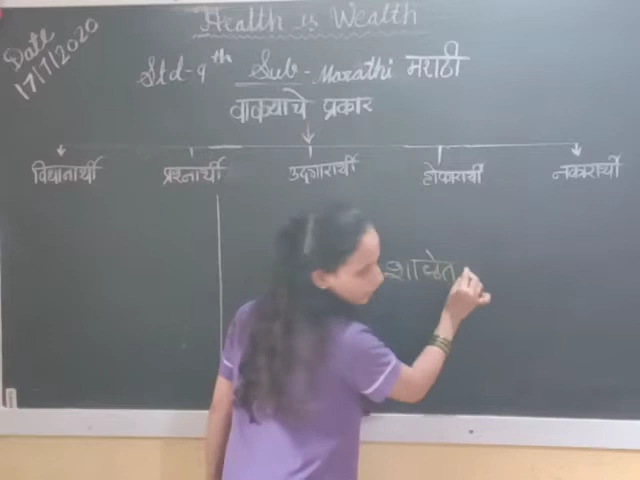 Health is Wealth
Date
17/7/2020
Std-9th Sub-Marathi मराठी
वाक्याचे प्रकार
विधानार्थी प्रश्नार्थी उद्गारार्थी होकारार्थी नकारार्थी
शाळेत